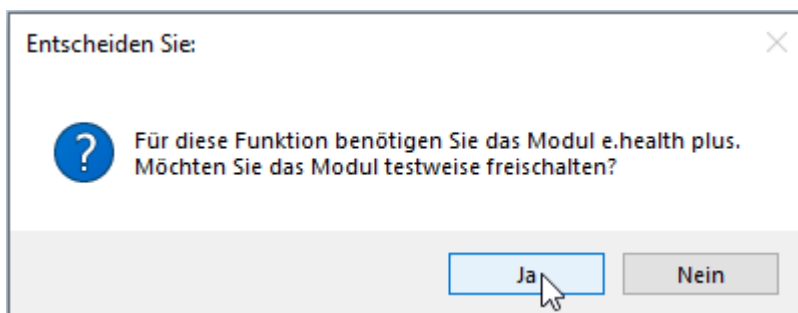 Entscheiden Sie:
Für diese Funktion benötigen Sie das Modul e.health plus.
Möchten Sie das Modul testweise freischalten?
Ja
Nein